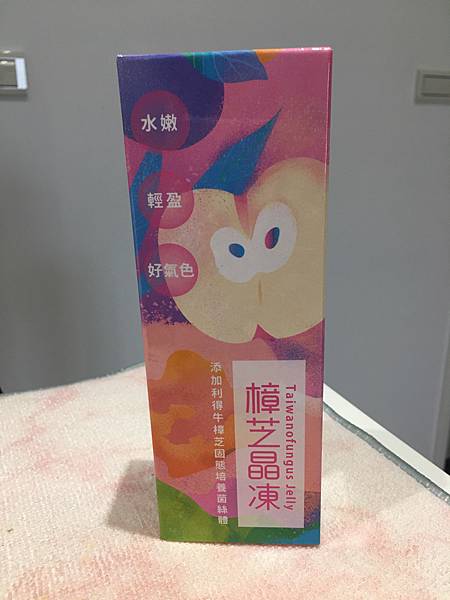 水嫩
輕盈
好氣色
添加利得牛樟芝固態培養菌絲體
樟芝晶凍
Taiwanofungus Jelly